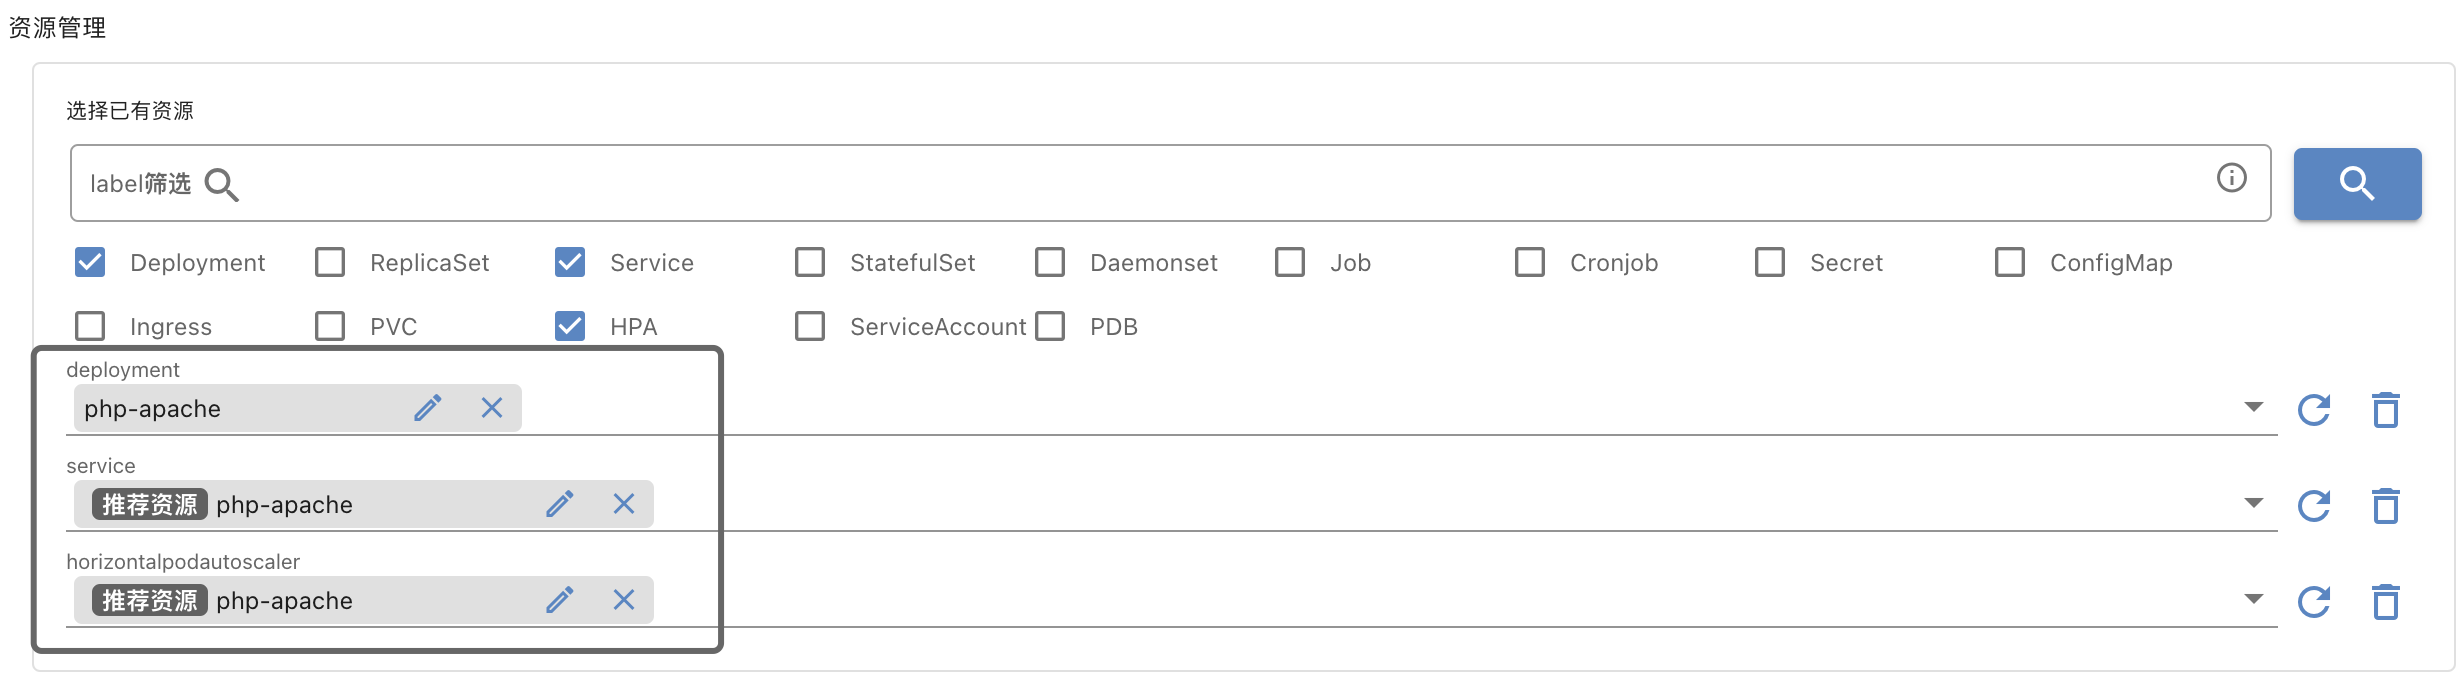 资源管理
选择已有资源
label筛选
Deployment ReplicaSet Service StatefulSet Daemonset Job Cronjob Secret ConfigMap
Ingress PVC HPA ServiceAccount PDB
deployment
php-apache
service
推荐资源 php-apache
horizontalpodautoscaler
推荐资源 php-apache